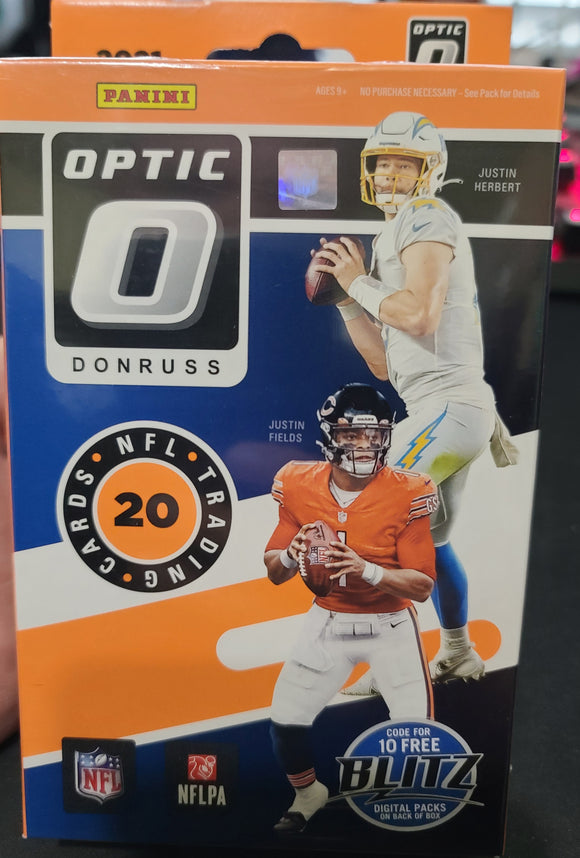 2021
OPTIC
O
PANINI
AGES 9+ NO PURCHASE NECESSARY – See Pack for Details
OPTIC
O
DONRUSS
JUSTIN
HERBERT
JUSTIN
FIELDS
NFL • TRADING • CARDS •
20
NFL
NFLPA
CODE FOR
10 FREE
BLITZ
DIGITAL PACKS
ON BACK OF BOX